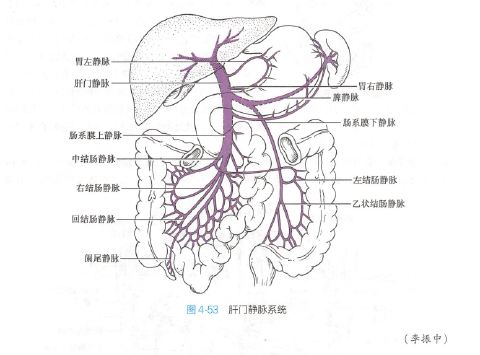 胃左静脉
肝门静脉
胃右静脉
脾静脉
肠系膜下静脉
肠系膜上静脉
中结肠静脉
右结肠静脉
左结肠静脉
乙状结肠静脉
回结肠静脉
阑尾静脉
图4-53 肝门静脉系统
(李振中)